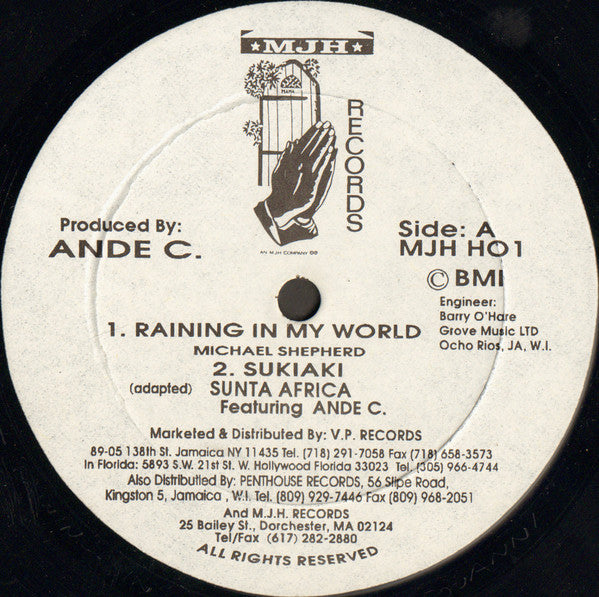 ★MJH★
MAMA
RECORDS
AN MJH COMPANY
Produced By:
ANDE C.
Side: A
MJH HO1
© BMI
Engineer:
Barry O'Hare
Grove Music LTD
Ocho Rios, JA, W.I.
1. RAINING IN MY WORLD
MICHAEL SHEPHERD
2. SUKIAKI
(adapted) SUNTA AFRICA
Featuring ANDE C.
Marketed & Distributed By: V.P. RECORDS
89-05 138th St. Jamaica NY 11435 Tel. (718) 291-7058 Fax (718) 658-3573
In Florida: 5893 S.W. 21st St. W. Hollywood Florida 33023 Tel. (305) 966-4744
Also Distributed By: PENTHOUSE RECORDS, 56 Slipe Road,
Kingston 5, Jamaica , W.I. Tel. (809) 929-7446 Fax (809) 968-2051
And M.J.H. RECORDS
25 Bailey St., Dorchester, MA 02124
Tel/Fax (617) 282-2880
ALL RIGHTS RESERVED